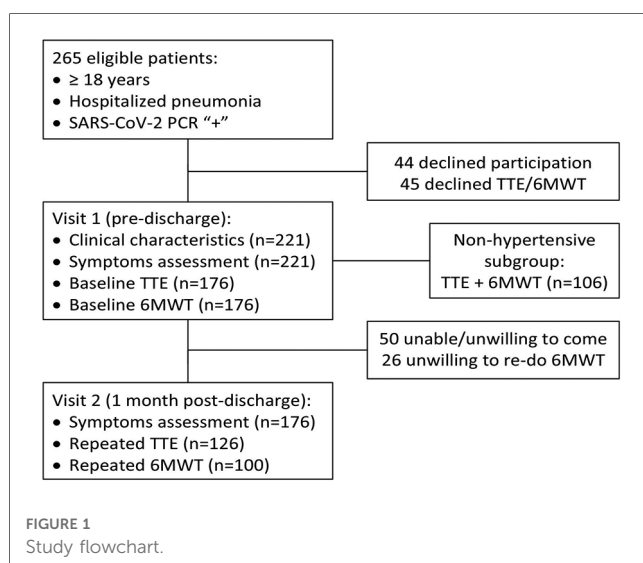 265 eligible patients:
• ≥ 18 years
• Hospitalized pneumonia
• SARS-CoV-2 PCR “+”
44 declined participation
45 declined TTE/6MWT
Visit 1 (pre-discharge):
• Clinical characteristics (n=221)
• Symptoms assessment (n=221)
• Baseline TTE (n=176)
• Baseline 6MWT (n=176)
Non-hypertensive
subgroup:
TTE + 6MWT (n=106)
50 unable/unwilling to come
26 unwilling to re-do 6MWT
Visit 2 (1 month post-discharge):
• Symptoms assessment (n=176)
• Repeated TTE (n=126)
• Repeated 6MWT (n=100)
FIGURE 1
Study flowchart.